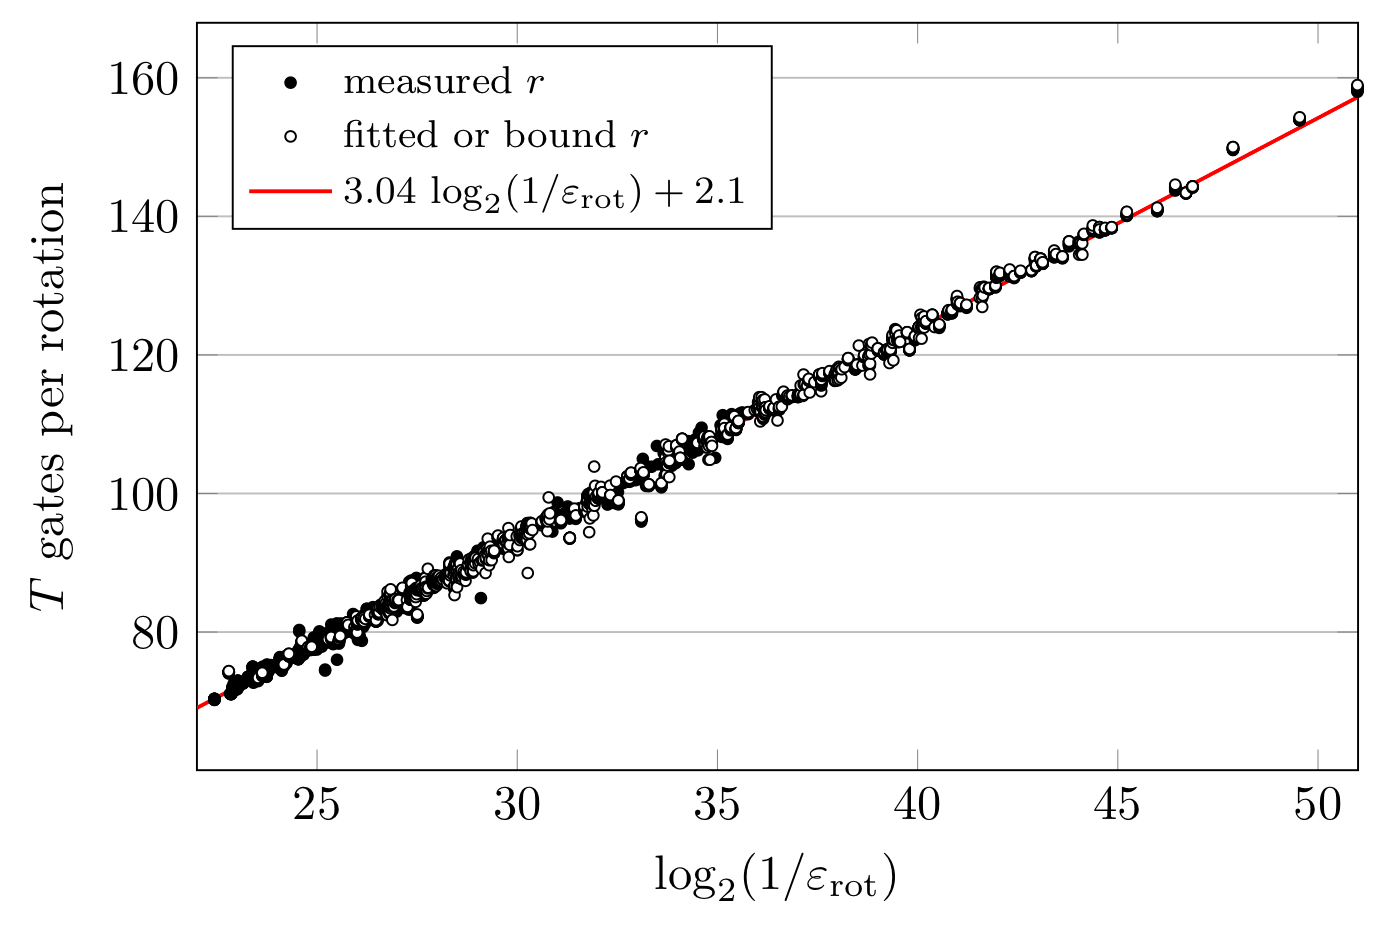 160
140
120
100
80
T gates per rotation
measured r
fitted or bound r
3.04 log₂(1/ε_rot) + 2.1
25 30 35 40 45 50
log₂(1/ε_rot)